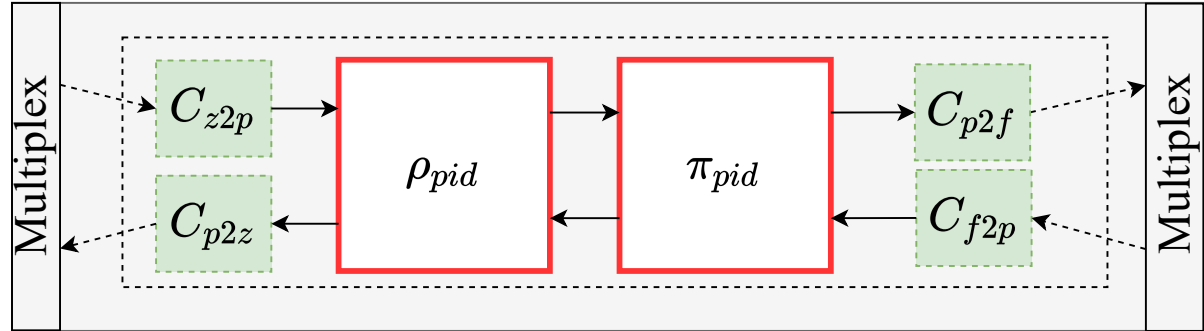 Multiplex
C_{z2p}
C_{p2z}
ρ_{pid}
π_{pid}
C_{p2f}
C_{f2p}
Multiplex